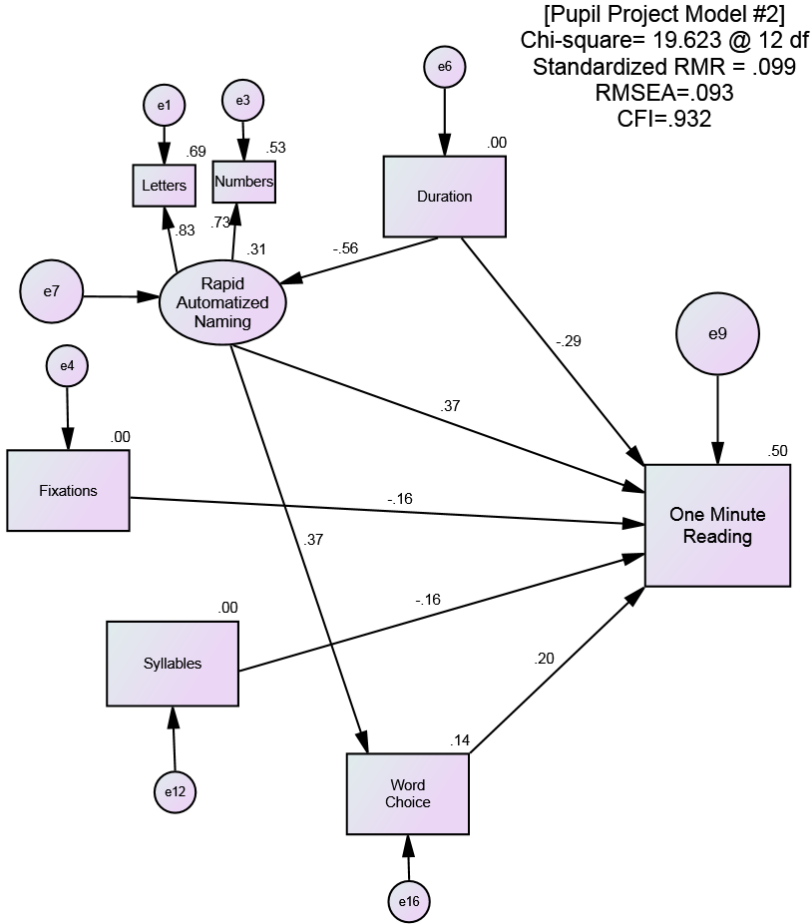 [Pupil Project Model #2]
Chi-square= 19.623 @ 12 df
Standardized RMR = .099
RMSEA=.093
CFI=.932
e6
e1
e3
.69
.53
.00
Letters
Numbers
Duration
.83
.73
.31
-.56
Rapid
Automatized
Naming
e7
-.29
e9
e4
.37
.00
.50
Fixations
-.16
One Minute
Reading
.37
.00
-.16
Syllables
.20
.14
e12
Word
Choice
e16